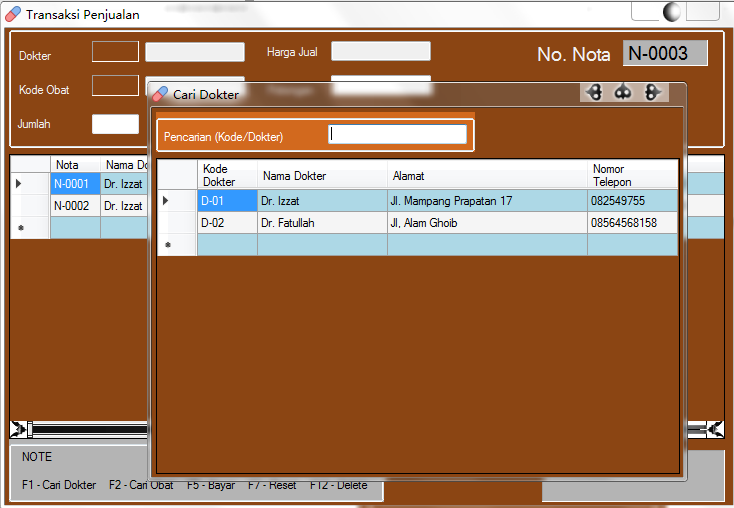 Transaksi Penjualan
Dokter
Harga Jual
No. Nota
N-0003
Kode Obat
Jumlah
Nota
Nama Do
N-0001
Dr. Izzat
N-0002
Dr. Izzat
Cari Dokter
Pencarian (Kode/Dokter)
Kode
Dokter
Nama Dokter
Alamat
Nomor
Telepon
D-01
Dr. Izzat
Jl. Mampang Prapatan 17
082549755
D-02
Dr. Fatullah
Jl, Alam Ghoib
08564568158
NOTE
F1 - Cari Dokter F2 - Cari Obat F5 - Bayar F7 - Reset F12 - Delete